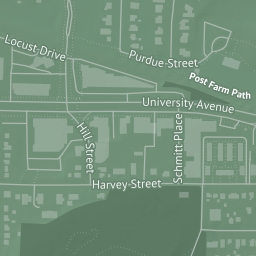 Locust Drive
Purdue Street
Post Farm Path
University Avenue
Hill Street
Schmitt Place
Harvey Street